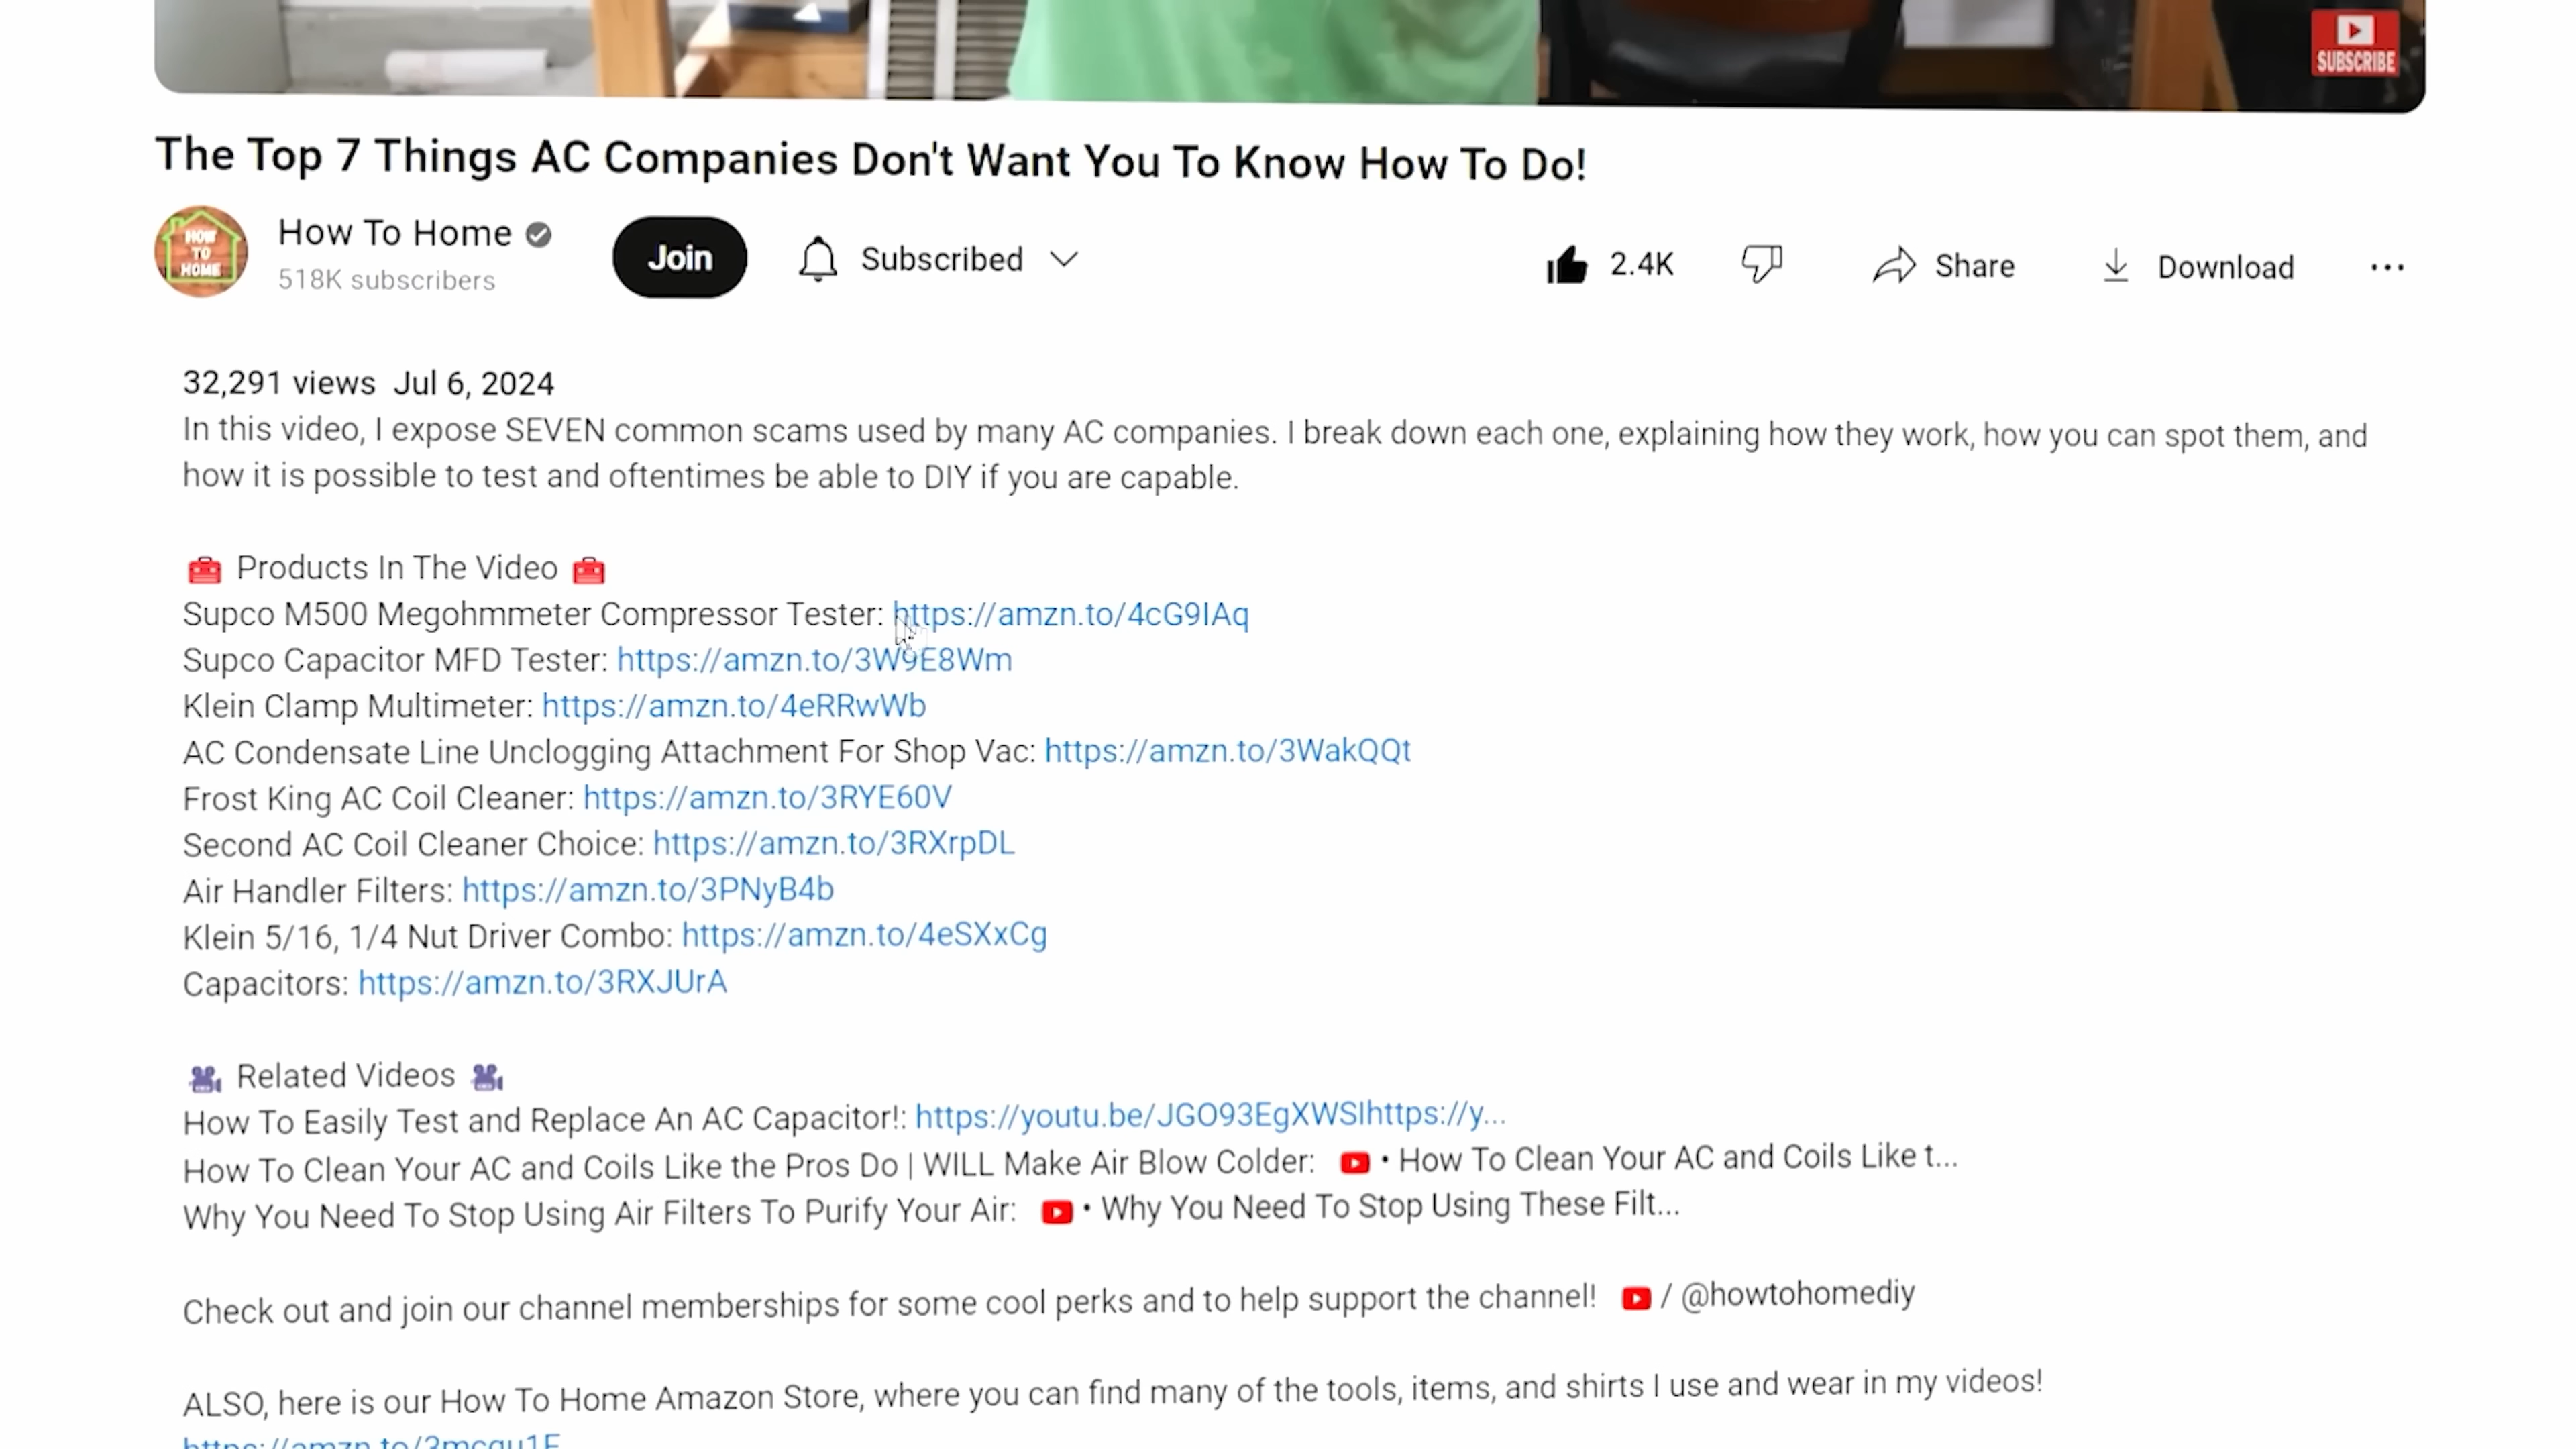 SUBSCRIBE
The Top 7 Things AC Companies Don't Want You To Know How To Do!
HOW TO HOME
How To Home
518K subscribers
Join
Subscribed
2.4K
Share
Download
32,291 views Jul 6, 2024
In this video, I expose SEVEN common scams used by many AC companies. I break down each one, explaining how they work, how you can spot them, and
how it is possible to test and oftentimes be able to DIY if you are capable.
🧰 Products In The Video 🧰
Supco M500 Megohmmeter Compressor Tester: https://amzn.to/4cG9IAq
Supco Capacitor MFD Tester: https://amzn.to/3W9E8Wm
Klein Clamp Multimeter: https://amzn.to/4eRRwWb
AC Condensate Line Unclogging Attachment For Shop Vac: https://amzn.to/3WakQQt
Frost King AC Coil Cleaner: https://amzn.to/3RYE60V
Second AC Coil Cleaner Choice: https://amzn.to/3RXrpDL
Air Handler Filters: https://amzn.to/3PNyB4b
Klein 5/16, 1/4 Nut Driver Combo: https://amzn.to/4eSXxCg
Capacitors: https://amzn.to/3RXJUrA
🎥 Related Videos 🎥
How To Easily Test and Replace An AC Capacitor!: https://youtu.be/JGO93EgXWSIhttps://y...
How To Clean Your AC and Coils Like the Pros Do | WILL Make Air Blow Colder: • How To Clean Your AC and Coils Like t...
Why You Need To Stop Using Air Filters To Purify Your Air: • Why You Need To Stop Using These Filt...
Check out and join our channel memberships for some cool perks and to help support the channel! / @howtohomediy
ALSO, here is our How To Home Amazon Store, where you can find many of the tools, items, and shirts I use and wear in my videos!